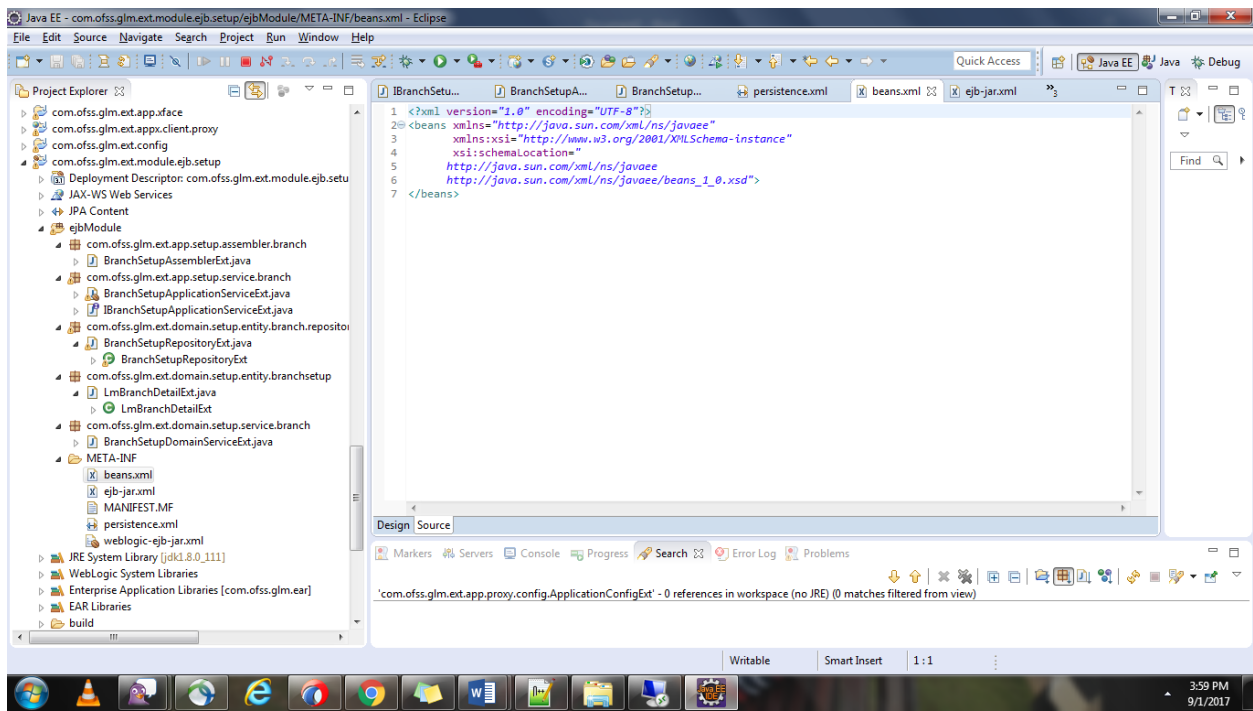 Java EE - com.ofss.glm.ext.module.ejb.setup/ejbModule/META-INF/beans.xml - Eclipse
File Edit Source Navigate Search Project Run Window Help
Quick Access Java EE Java Debug
Project Explorer
com.ofss.glm.ext.app.xface
com.ofss.glm.ext.appx.client.proxy
com.ofss.glm.ext.config
com.ofss.glm.ext.module.ejb.setup
Deployment Descriptor: com.ofss.glm.ext.module.ejb.setu
JAX-WS Web Services
JPA Content
ejbModule
com.ofss.glm.ext.app.setup.assembler.branch
BranchSetupAssemblerExt.java
com.ofss.glm.ext.app.setup.service.branch
BranchSetupApplicationServiceExt.java
IBranchSetupApplicationServiceExt.java
com.ofss.glm.ext.domain.setup.entity.branch.repositor
BranchSetupRepositoryExt.java
BranchSetupRepositoryExt
com.ofss.glm.ext.domain.setup.entity.branchsetup
LmBranchDetailExt.java
LmBranchDetailExt
com.ofss.glm.ext.domain.setup.service.branch
BranchSetupDomainServiceExt.java
META-INF
beans.xml
ejb-jar.xml
MANIFEST.MF
persistence.xml
weblogic-ejb-jar.xml
JRE System Library [jdk1.8.0_111]
WebLogic System Libraries
Enterprise Application Libraries [com.ofss.glm.ear]
EAR Libraries
build
IBranchSetu... BranchSetupA... BranchSetup... persistence.xml beans.xml ejb-jar.xml »3
1 <?xml version="1.0" encoding="UTF-8"?>
2 <beans xmlns="http://java.sun.com/xml/ns/javaee"
3 xmlns:xsi="http://www.w3.org/2001/XMLSchema-instance"
4 xsi:schemaLocation="
5 http://java.sun.com/xml/ns/javaee
6 http://java.sun.com/xml/ns/javaee/beans_1_0.xsd">
7 </beans>
Design Source
T
Find
Markers Servers Console Progress Search Error Log Problems
'com.ofss.glm.ext.app.proxy.config.ApplicationConfigExt' - 0 references in workspace (no JRE) (0 matches filtered from view)
Writable Smart Insert 1 : 1
3:59 PM
9/1/2017